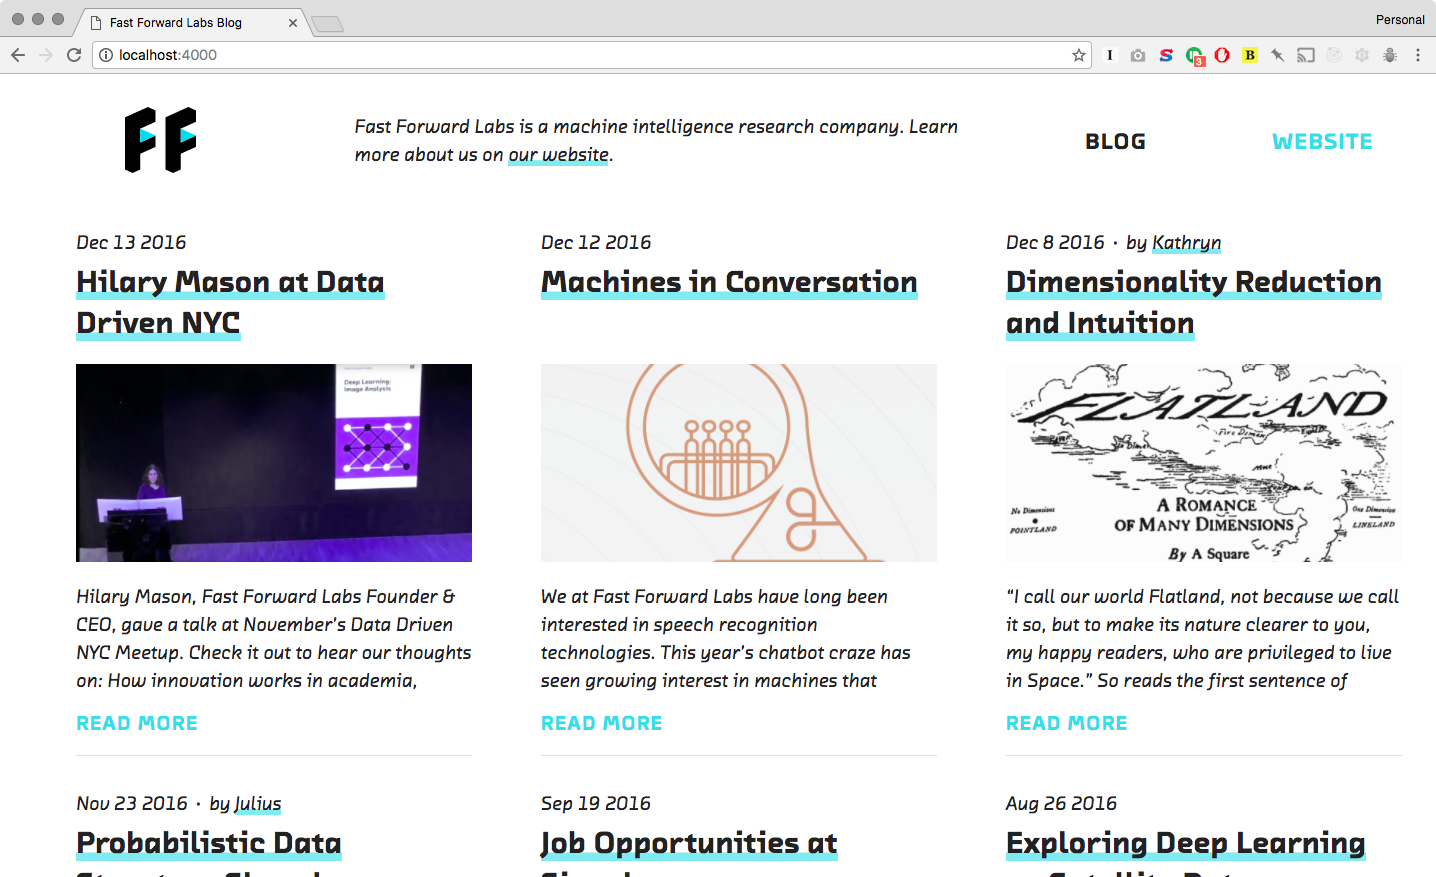 Fast Forward Labs Blog
Personal
localhost:4000
I
3
B
FF
Fast Forward Labs is a machine intelligence research company. Learn
more about us on our website.
BLOG
WEBSITE
Dec 13 2016
Hilary Mason at Data
Driven NYC
Deep Learning:
Image Analysis
Hilary Mason, Fast Forward Labs Founder &
CEO, gave a talk at November’s Data Driven
NYC Meetup. Check it out to hear our thoughts
on: How innovation works in academia,
READ MORE
Dec 12 2016
Machines in Conversation
We at Fast Forward Labs have long been
interested in speech recognition
technologies. This year’s chatbot craze has
seen growing interest in machines that
READ MORE
Dec 8 2016 · by Kathryn
Dimensionality Reduction
and Intuition
FLATLAND
No Dimensions
POINTLAND
A ROMANCE
OF MANY DIMENSIONS
By A Square
One Dimension
LINELAND
“I call our world Flatland, not because we call
it so, but to make its nature clearer to you,
my happy readers, who are privileged to live
in Space.” So reads the first sentence of
READ MORE
Nov 23 2016 · by Julius
Probabilistic Data
Sep 19 2016
Job Opportunities at
Aug 26 2016
Exploring Deep Learning